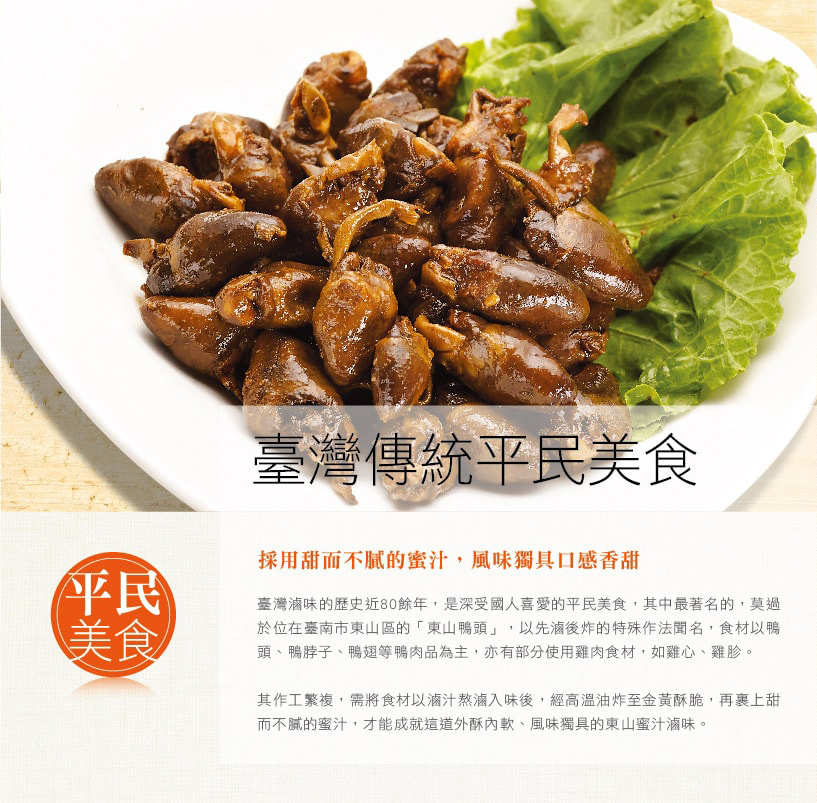 臺灣傳統平民美食
平民
美食
採用甜而不膩的蜜汁，風味獨具口感香甜
臺灣滷味的歷史近80餘年，是深受國人喜愛的平民美食，其中最著名的，莫過
於位在臺南市東山區的「東山鴨頭」，以先滷後炸的特殊作法聞名，食材以鴨
頭、鴨脖子、鴨翅等鴨肉品為主，亦有部分使用雞肉食材，如雞心、雞胗。
其作工繁複，需將食材以滷汁熬滷入味後，經高溫油炸至金黃酥脆，再裹上甜
而不膩的蜜汁，才能成就這道外酥內軟、風味獨具的東山蜜汁滷味。